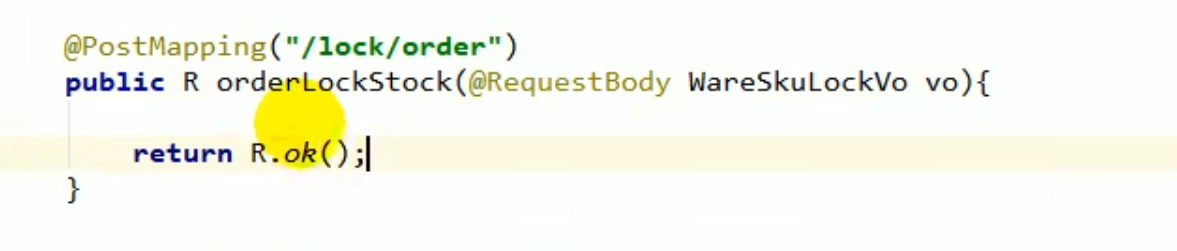 @PostMapping("/lock/order")
public R orderLockStock(@RequestBody WareSkuLockVo vo){
return R.ok();
}